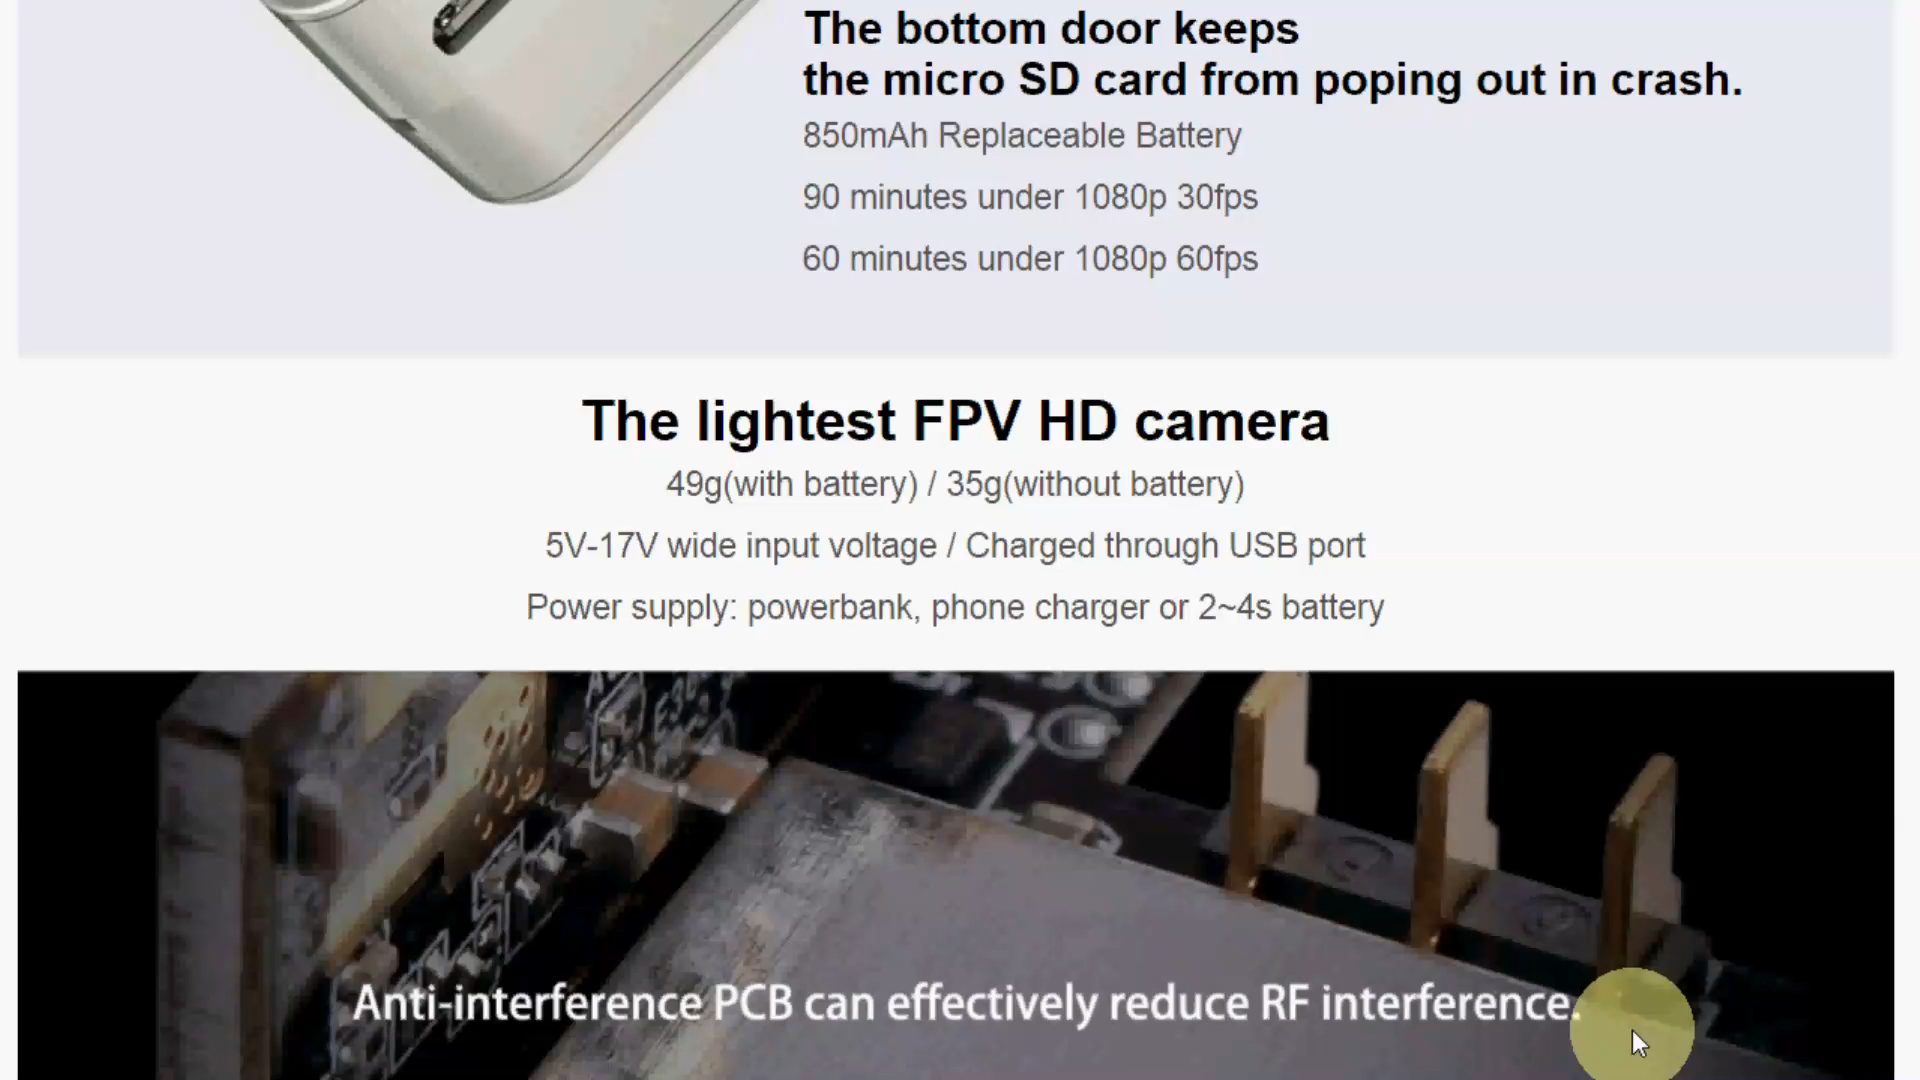 The bottom door keeps
the micro SD card from poping out in crash.
850mAh Replaceable Battery
90 minutes under 1080p 30fps
60 minutes under 1080p 60fps
The lightest FPV HD camera
49g(with battery) / 35g(without battery)
5V-17V wide input voltage / Charged through USB port
Power supply: powerbank, phone charger or 2~4s battery
Anti-interference PCB can effectively reduce RF interference.